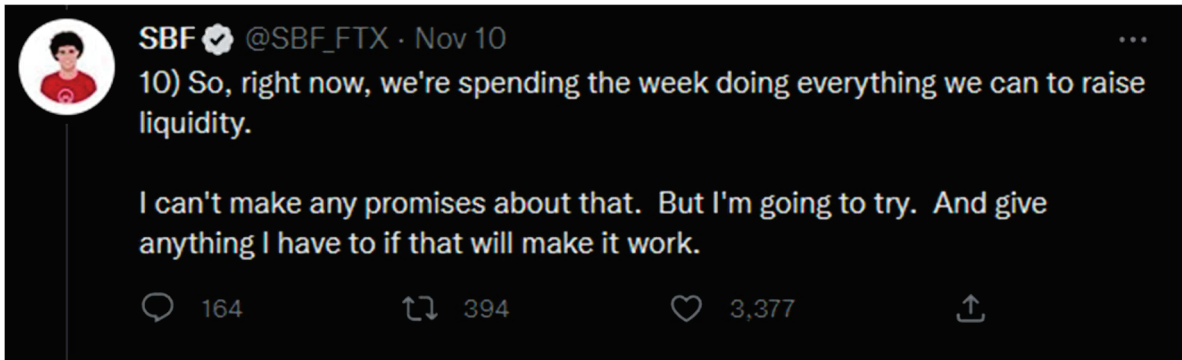 SBF @SBF_FTX · Nov 10
10) So, right now, we're spending the week doing everything we can to raise
liquidity.
I can't make any promises about that.  But I'm going to try.  And give
anything I have to if that will make it work.
164 394 3,377